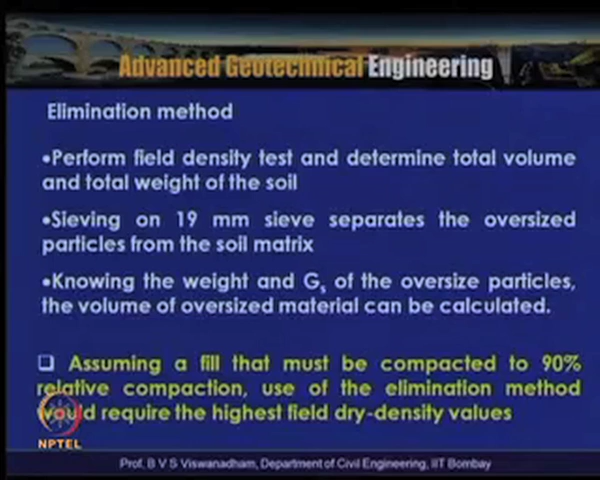 Advanced Geotechnical Engineering
Elimination method
•Perform field density test and determine total volume
and total weight of the soil
•Sieving on 19 mm sieve separates the oversized
particles from the soil matrix
•Knowing the weight and Gs of the oversize particles,
the volume of oversized material can be calculated.
❑ Assuming a fill that must be compacted to 90%
relative compaction, use of the elimination method
would require the highest field dry-density values
NPTEL
Prof. B V S Viswanadham, Department of Civil Engineering, IIT Bombay